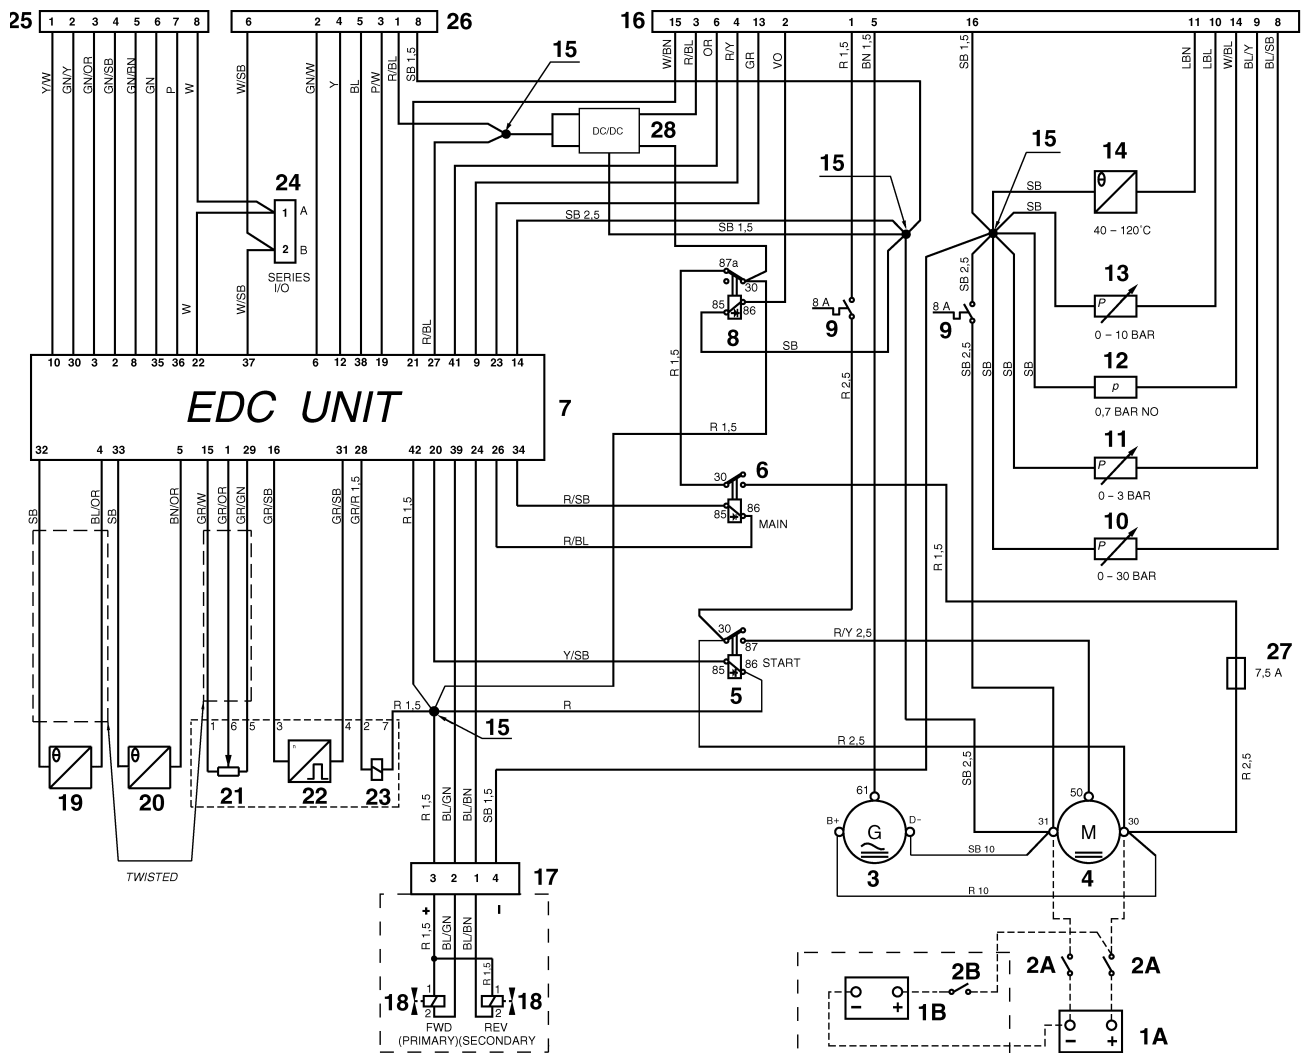 25 1 2 3 4 5 6 7 8
6 2 4 5 3 1 8 26
16 15 3 6 4 13 2 1 5 16 11 10 14 9 8
Y/W GN/Y GN/OR GN/SB GN/BN GN P W
W/SB GN/W Y BL P/W R/BL SB 1,5
W/BN R/BL OR R/Y GR VO R 1,5 BN 1,5 SB 1,5 LBN LBL W/BL BL/Y BL/SB
15
DC/DC 28
15
15
14
θ
40 – 120°C
SB
SB
24
1 A
2 B
SERIES
I/O
W W/SB R/BL
SB 2,5
SB 1,5
87a
30
85 86
8
SB
8 A
9
8 A
9
SB 2,5
13
P
0 – 10 BAR
12
p
0,7 BAR NO
11
P
0 – 3 BAR
10
P
0 – 30 BAR
R 1,5 R 2,5 SB 2,5 SB SB SB
10 30 3 2 8 35 36 22 37 6 12 38 19 21 27 41 9 23 14
EDC UNIT
7
32 4 33 5 15 1 29 16 31 28 42 20 39 24 26 34
R 1,5
30
6
85 86
MAIN
R/SB
R/BL
SB BL/OR SB BN/OR GR/W GR/OR GR/GN GR/SB GR/SB GR/R 1,5 R 1,5
R 1,5
30
87
R/Y 2,5
Y/SB
85 86 START
5
27
7,5 A
R 1,5 R
15
1 6 5 3 4 2 7
θ
19
θ
20
21
n
22
23
TWISTED
R 2,5
SB 2,5
R 2,5
R 1,5 BL/GN BL/BN SB 1,5
61
B+ G D–
3
50
31 M 30
4
SB 10
R 10
3 2 1 4 17
+ –
R 1,5 BL/GN BL/BN
R 1,5
18 1 2
1 2 18
FWD
(PRIMARY)
REV
(SECONDARY
2A 2A
2B
– + 1B
– + 1A